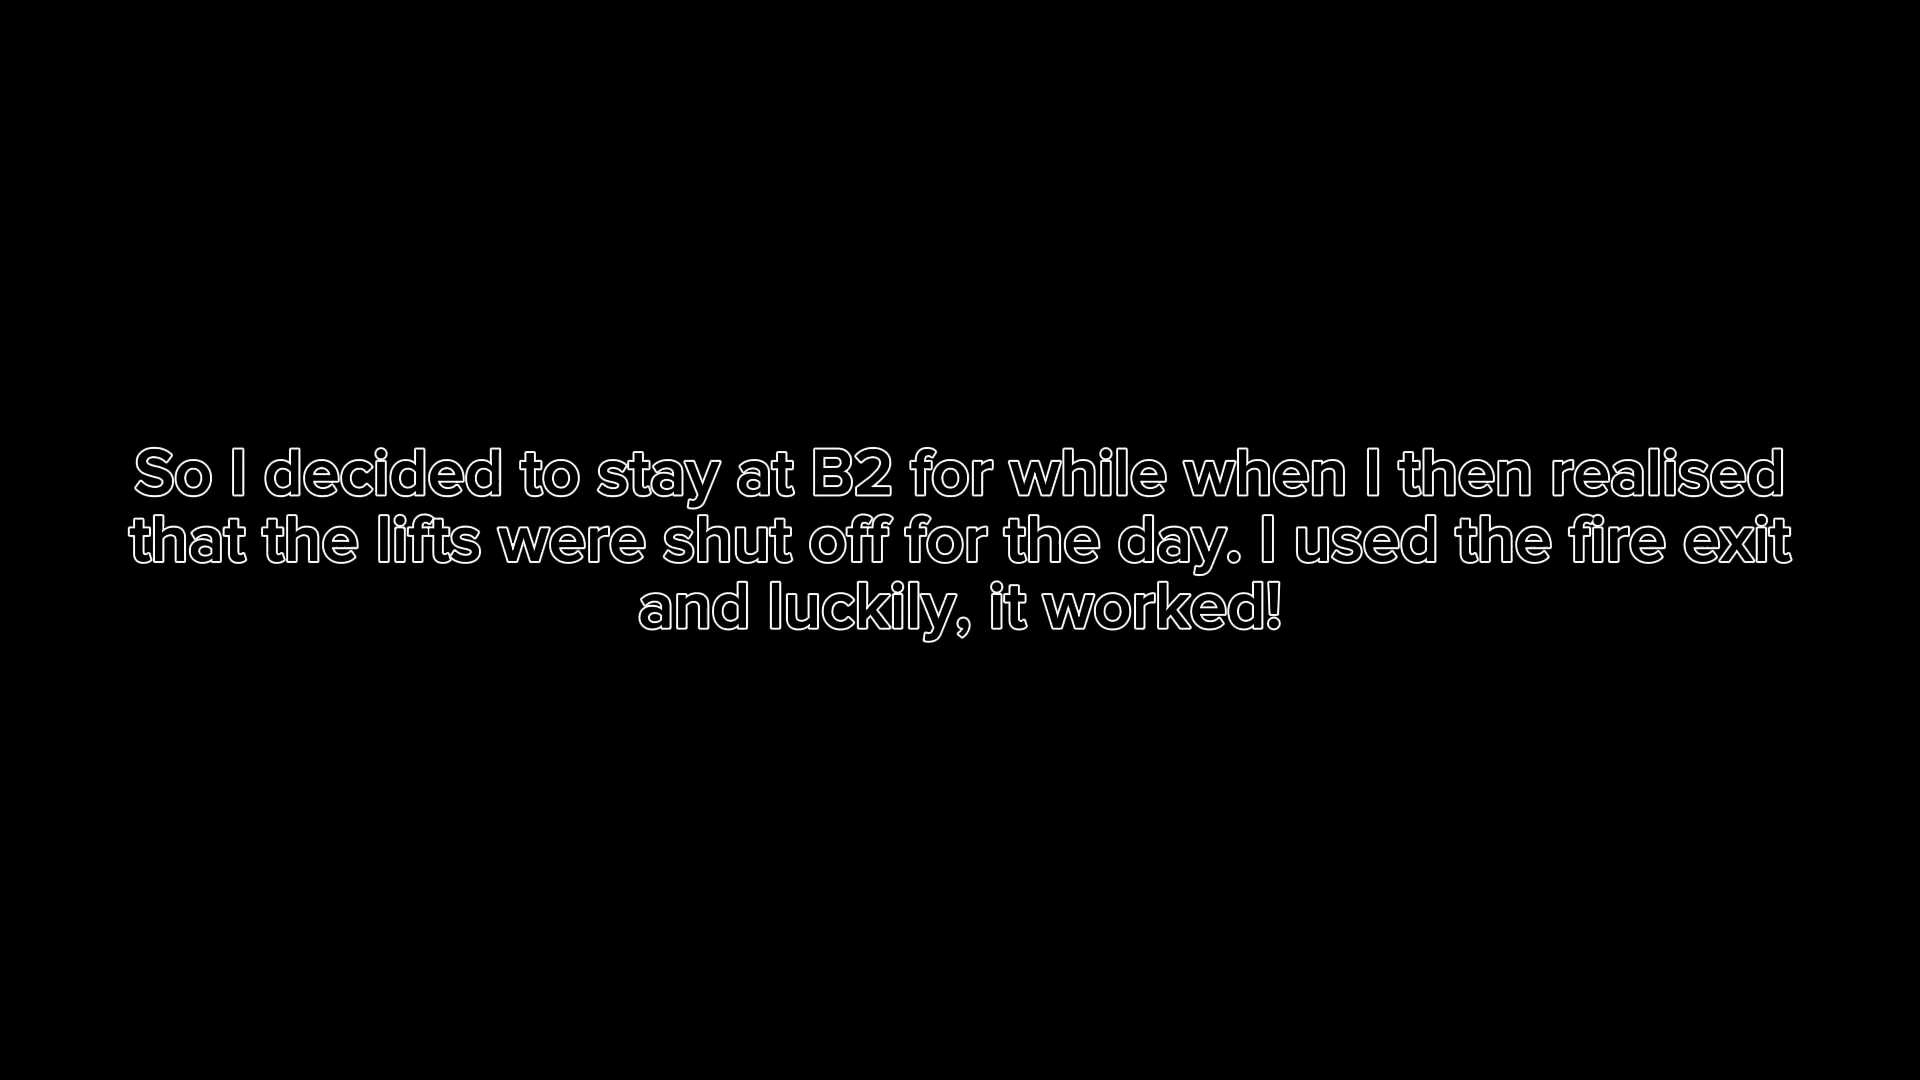 So I decided to stay at B2 for while when I then realised
that the lifts were shut off for the day. I used the fire exit
and luckily, it worked!